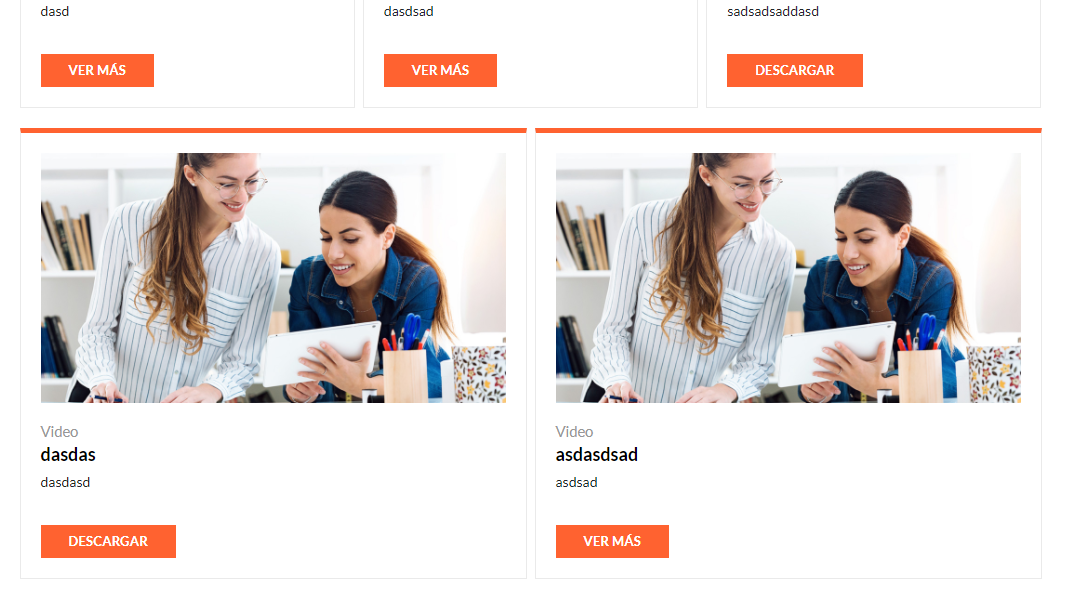 dasd
dasdsad
sadsadsaddasd
VER MÁS
VER MÁS
DESCARGAR
Video
dasdas
dasdasd
DESCARGAR
Video
asdasdsad
asdsad
VER MÁS